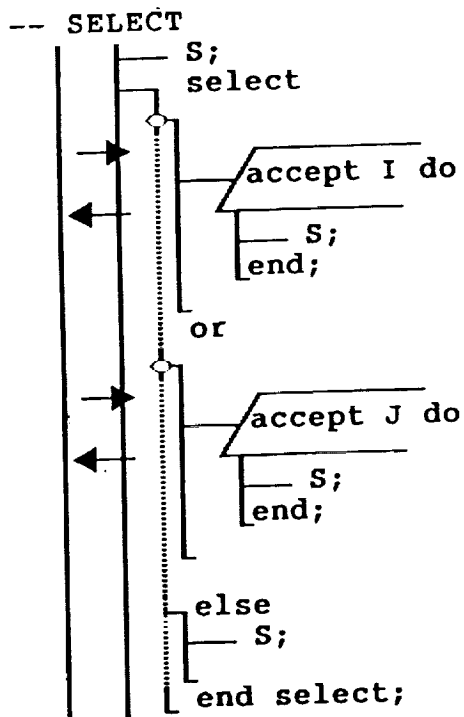 -- SELECT
S;
select
accept I do
S;
end;
or
accept J do
S;
end;
else
S;
end select;